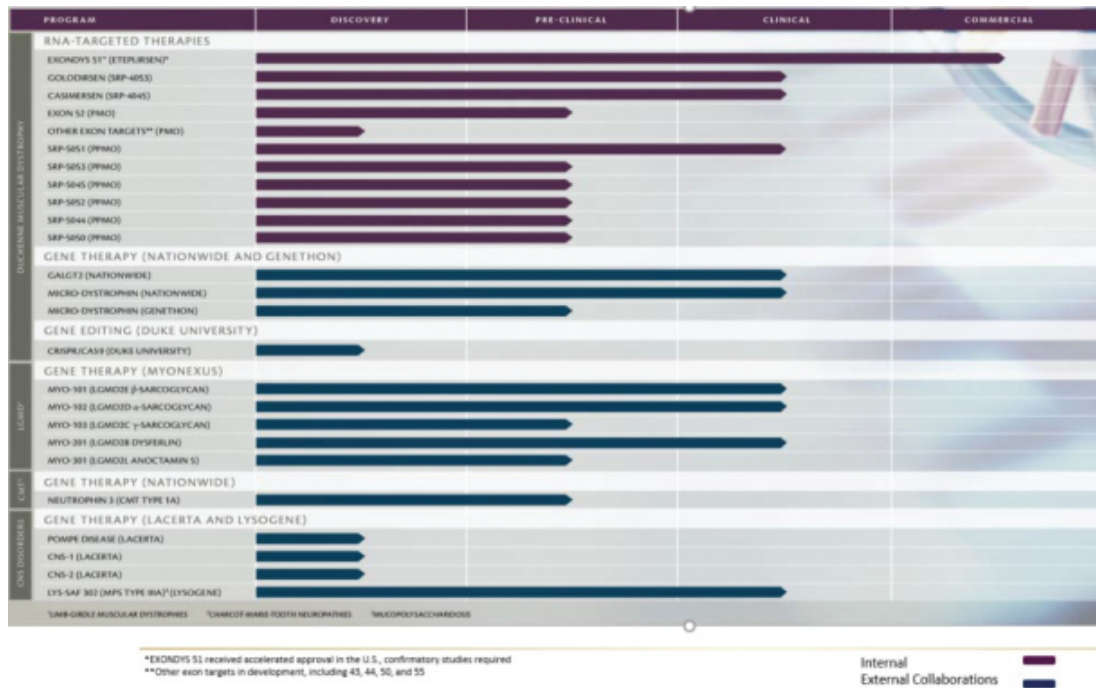 PROGRAM DISCOVERY PRE-CLINICAL CLINICAL COMMERCIAL
DUCHENNE MUSCULAR DYSTROPHY
RNA-TARGETED THERAPIES
EXONDYS 51™ (ETEPLIRSEN)*
GOLODIRSEN (SRP-4053)
CASIMERSEN (SRP-4045)
EXON 52 (PMO)
OTHER EXON TARGETS** (PMO)
SRP-5051 (PPMO)
SRP-5053 (PPMO)
SRP-5045 (PPMO)
SRP-5052 (PPMO)
SRP-5044 (PPMO)
SRP-5050 (PPMO)
GENE THERAPY (NATIONWIDE AND GENETHON)
GALGT2 (NATIONWIDE)
MICRO-DYSTROPHIN (NATIONWIDE)
MICRO-DYSTROPHIN (GENETHON)
GENE EDITING (DUKE UNIVERSITY)
CRISPR/CAS9 (DUKE UNIVERSITY)
LGMD
GENE THERAPY (MYONEXUS)
MYO-101 (LGMD2E β-SARCOGLYCAN)
MYO-102 (LGMD2D-α-SARCOGLYCAN)
MYO-103 (LGMD2C γ-SARCOGLYCAN)
MYO-201 (LGMD2B DYSFERLIN)
MYO-301 (LGMD2L ANOCTAMIN 5)
CMT
GENE THERAPY (NATIONWIDE)
NEUTROPHIN 3 (CMT TYPE 1A)
CNS DISORDERS
GENE THERAPY (LACERTA AND LYSOGENE)
POMPE DISEASE (LACERTA)
CNS-1 (LACERTA)
CNS-2 (LACERTA)
LYS-SAF 302 (MPS TYPE IIIA) (LYSOGENE)
LIMB-GIRDLE MUSCULAR DYSTROPHIES CHARCOT-MARIE-TOOTH NEUROPATHIES MUCOPOLYSACCHARIDOSIS
*EXONDYS 51 received accelerated approval in the U.S., confirmatory studies required
**Other exon targets in development, including 43, 44, 50, and 55
Internal
External Collaborations